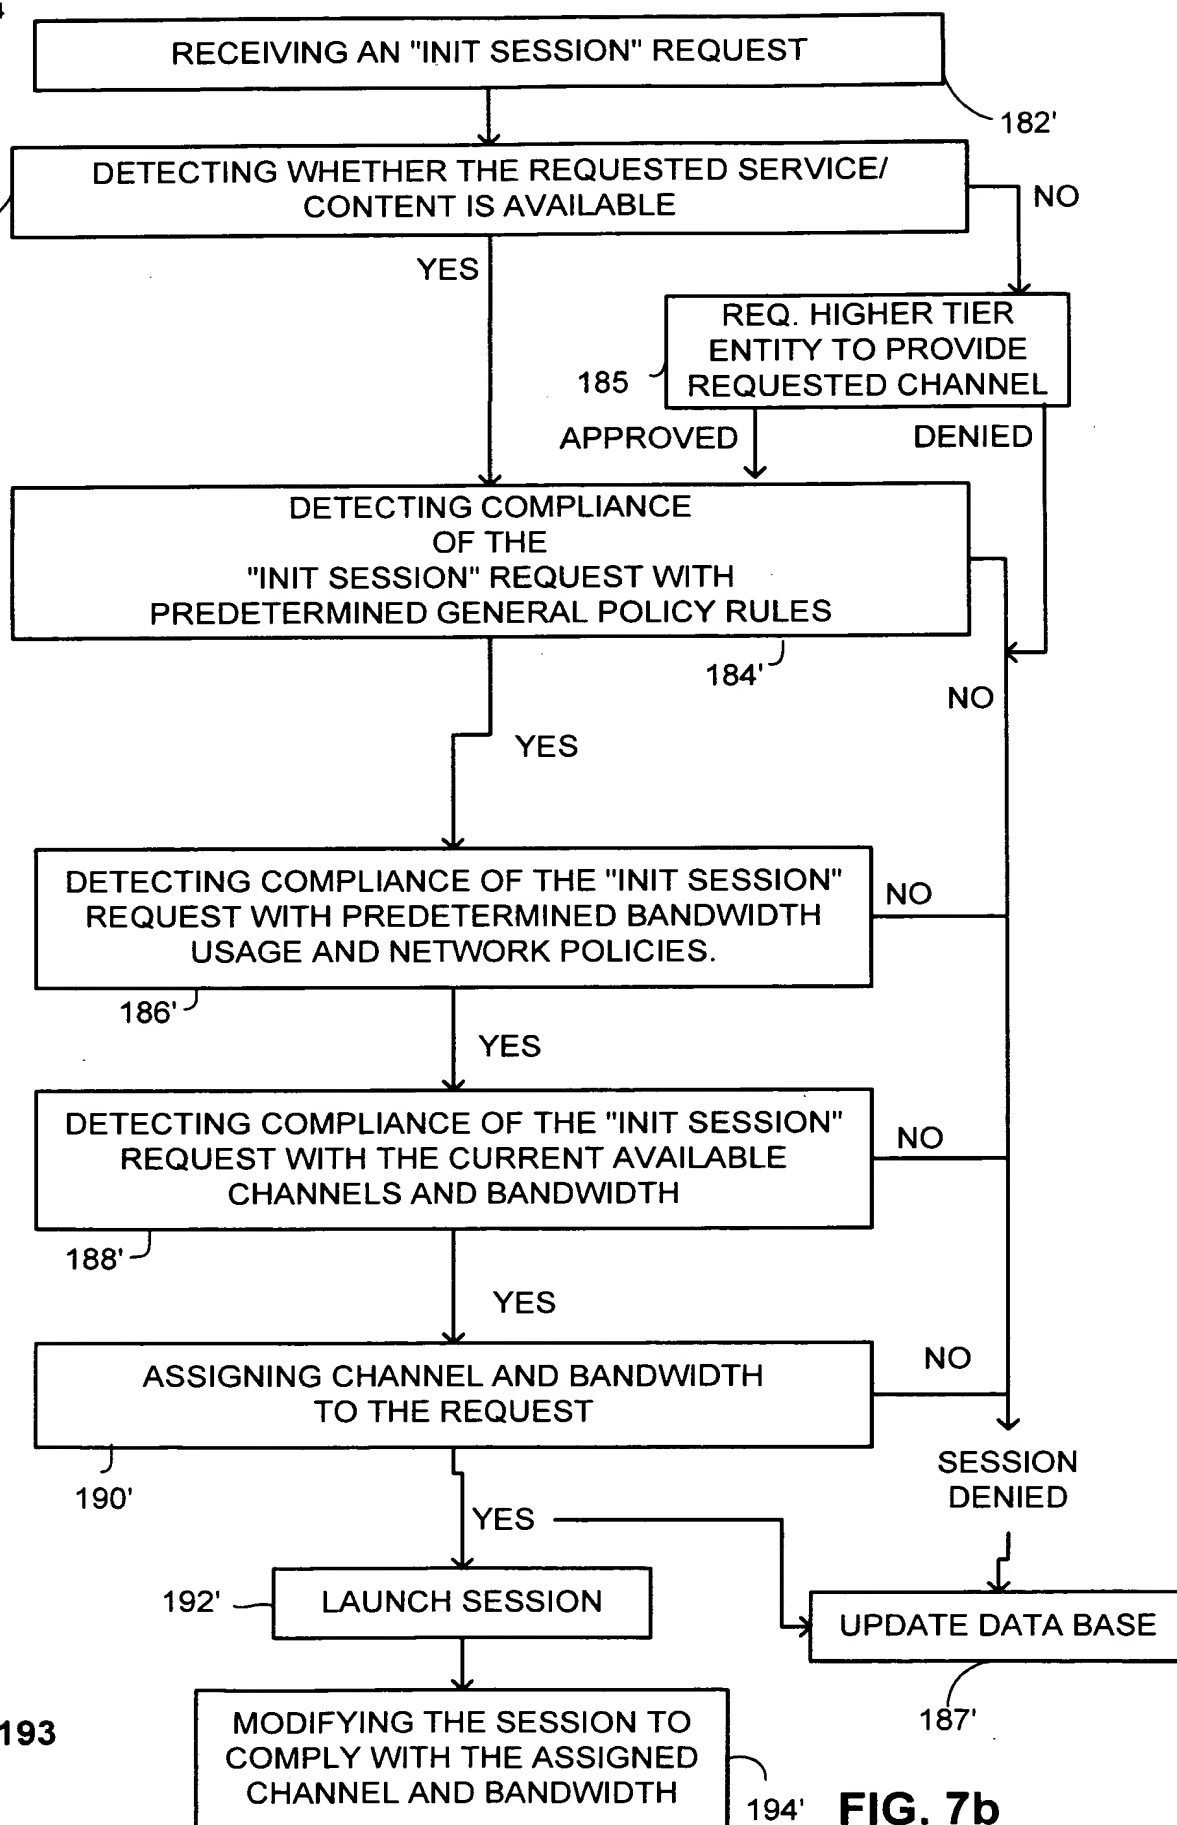 RECEIVING AN "INIT SESSION" REQUEST
182'
DETECTING WHETHER THE REQUESTED SERVICE/
CONTENT IS AVAILABLE
NO
YES
REQ. HIGHER TIER
ENTITY TO PROVIDE
REQUESTED CHANNEL
185
APPROVED
DENIED
DETECTING COMPLIANCE
OF THE
"INIT SESSION" REQUEST WITH
PREDETERMINED GENERAL POLICY RULES
184'
NO
YES
DETECTING COMPLIANCE OF THE "INIT SESSION"
REQUEST WITH PREDETERMINED BANDWIDTH
USAGE AND NETWORK POLICIES.
NO
186'
YES
DETECTING COMPLIANCE OF THE "INIT SESSION"
REQUEST WITH THE CURRENT AVAILABLE
CHANNELS AND BANDWIDTH
NO
188'
YES
ASSIGNING CHANNEL AND BANDWIDTH
TO THE REQUEST
NO
190'
SESSION
DENIED
YES
192'
LAUNCH SESSION
UPDATE DATA BASE
187'
193
MODIFYING THE SESSION TO
COMPLY WITH THE ASSIGNED
CHANNEL AND BANDWIDTH
194'
FIG. 7b